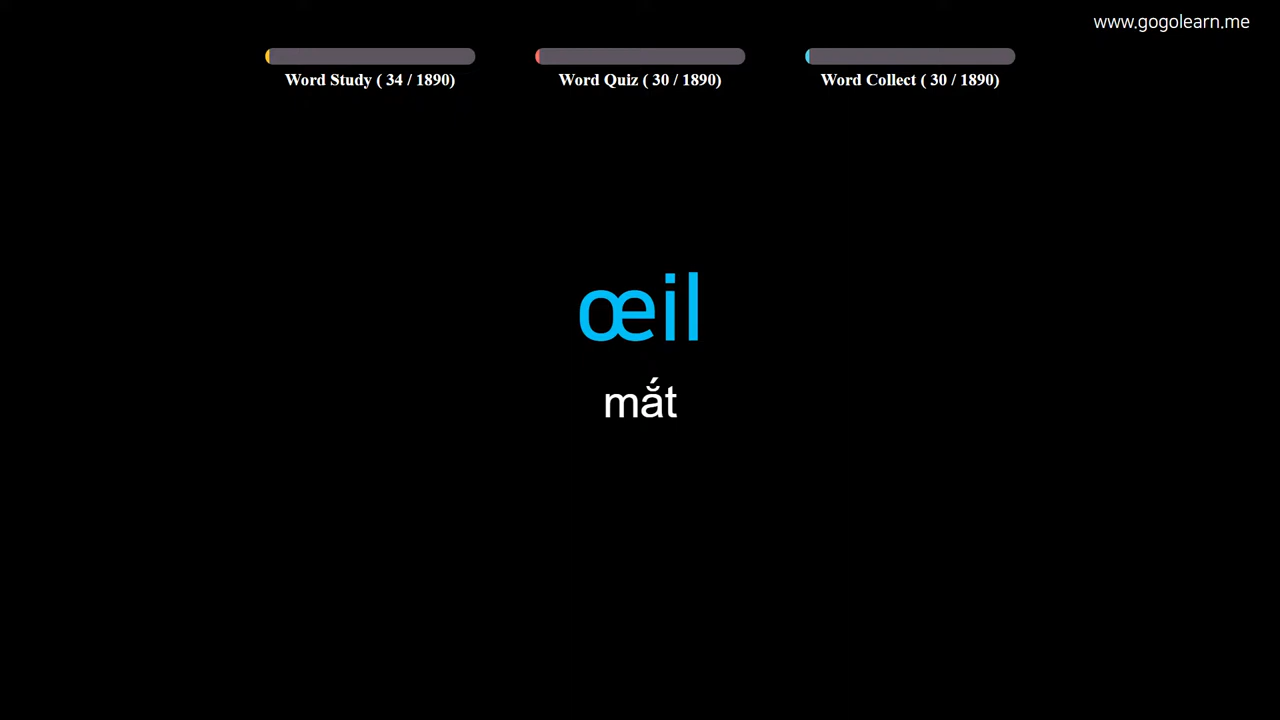 www.gogolearn.me
Word Study ( 34 / 1890)
Word Quiz ( 30 / 1890)
Word Collect ( 30 / 1890)
œil
mắt